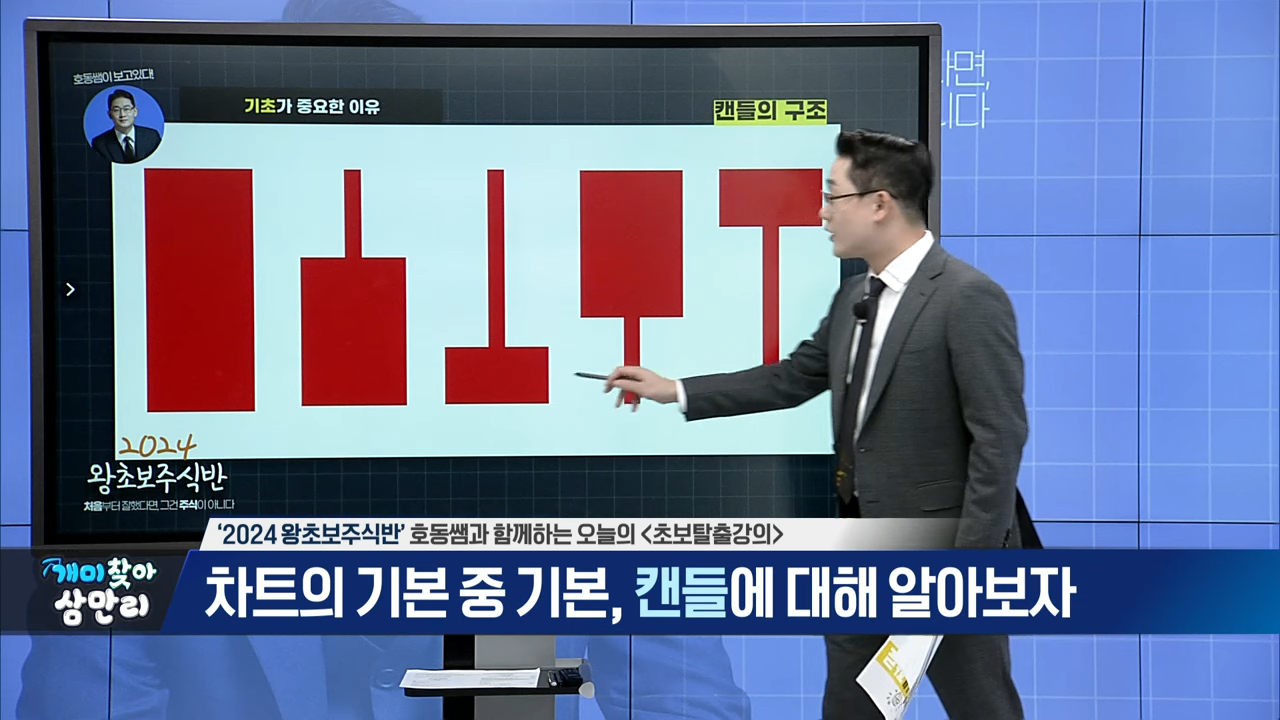 호동쌤이 보고있다!
기초가 중요한 이유
캔들의 구조
2024
왕초보주식반
처음부터 잘했다면, 그건 주식이 아니다
'2024 왕초보주식반' 호동쌤과 함께하는 오늘의 <초보탈출강의>
개미찾아
삼만리
차트의 기본 중 기본, 캔들에 대해 알아보자